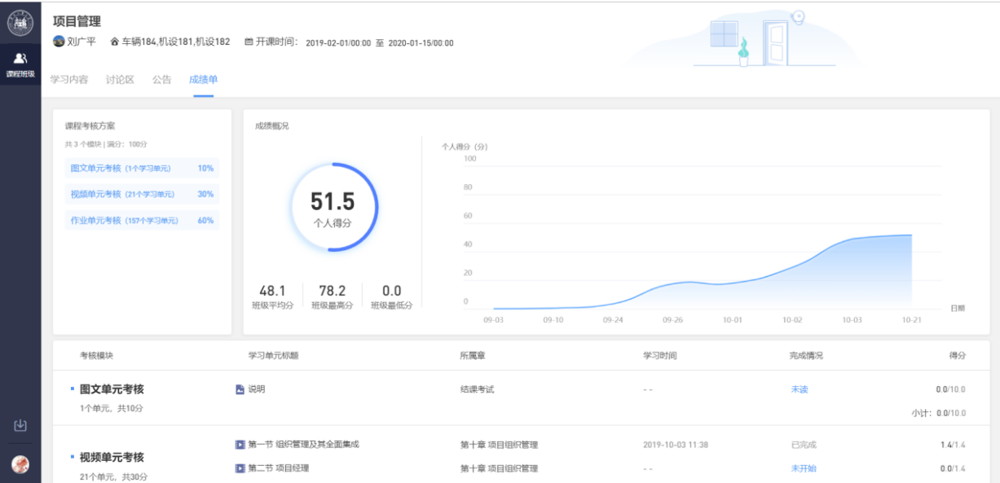 项目管理
刘广平 车辆184,机设181,机设182 开课时间： 2019-02-01/00:00 至 2020-01-15/00:00
课程班级
学习内容 讨论区 公告 成绩单
课程考核方案
共 3 个模块 | 满分：100分
图文单元考核（1个学习单元） 10%
视频单元考核（21个学习单元） 30%
作业单元考核（157个学习单元） 60%
成绩概况
51.5
个人得分
48.1 78.2 0.0
班级平均分 班级最高分 班级最低分
个人得分（分）
100
80
60
40
20
0
日期
09-03 09-10 09-24 09-26 10-01 10-02 10-03 10-21
考核模块 学习单元标题 所属章 学习时间 完成情况 得分
图文单元考核 说明 结课考试 - - 未读 0.0/10.0
1个单元，共10分
小计：0.0/10.0
第一节 组织管理及其全面集成 第十章 项目组织管理 2019-10-03 11:38 已完成 1.4/1.4
视频单元考核
第二节 项目经理 第十章 项目组织管理 - - 未开始 0.0/1.4
21个单元，共30分